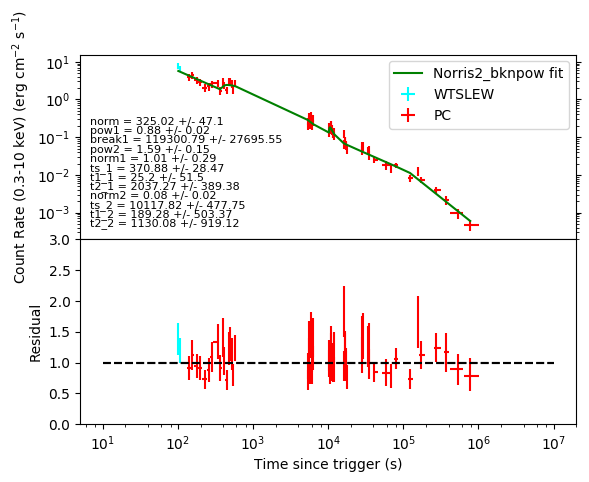 Count Rate (0.3-10 keV) (erg cm⁻² s⁻¹)
10¹
10⁰
10⁻¹
10⁻²
10⁻³
Norris2_bknpow fit
WTSLEW
PC
norm = 325.02 +/- 47.1
pow1 = 0.88 +/- 0.02
break1 = 119300.79 +/- 27695.55
pow2 = 1.59 +/- 0.15
norm1 = 1.01 +/- 0.29
ts_1 = 370.88 +/- 28.47
t1_1 = 25.2 +/- 51.5
t2_1 = 2037.27 +/- 389.38
norm2 = 0.08 +/- 0.02
ts_2 = 10117.82 +/- 477.75
t1_2 = 189.28 +/- 503.37
t2_2 = 1130.08 +/- 919.12
Residual
3.0
2.5
2.0
1.5
1.0
0.5
0.0
10¹ 10² 10³ 10⁴ 10⁵ 10⁶ 10⁷
Time since trigger (s)